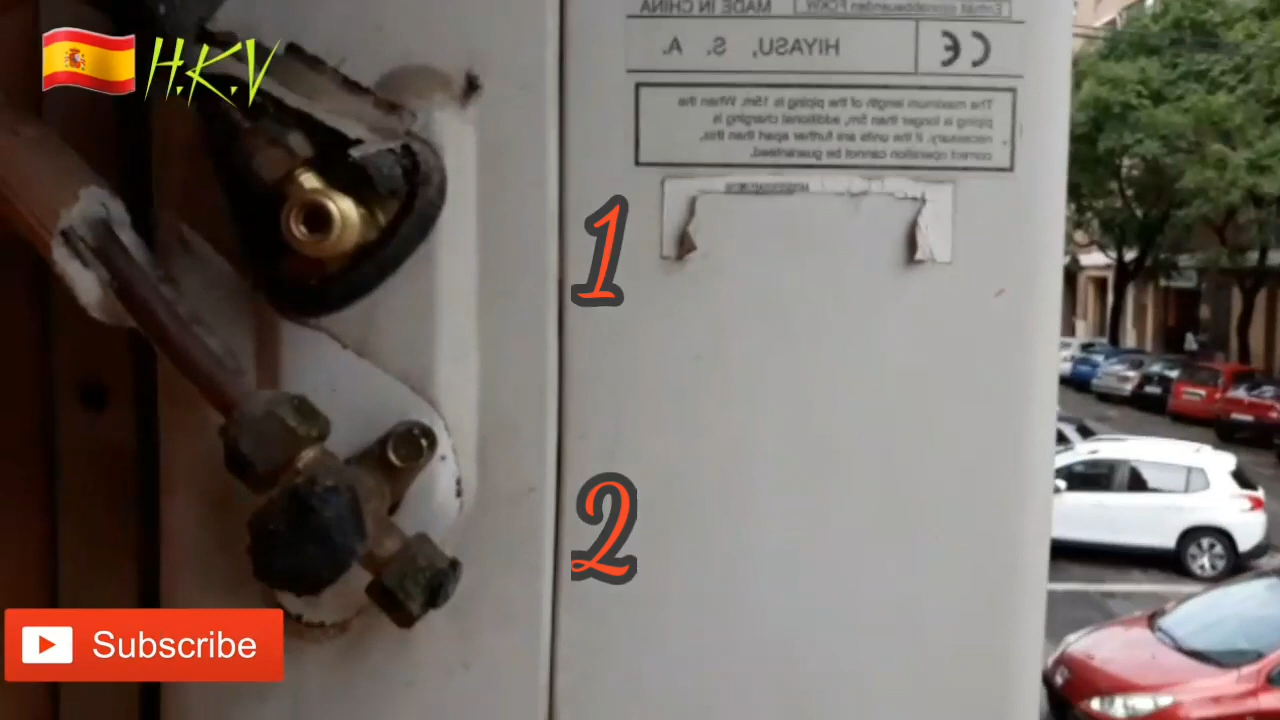 H.K.V
MADE IN CHINA
HIYASU, S. A.
CE
The maximum length of the piping is 15m. When the
piping is longer than 5m, additional charging is
necessary, if the units are further apart than this,
correct operation cannot be guaranteed.
1
2
Subscribe